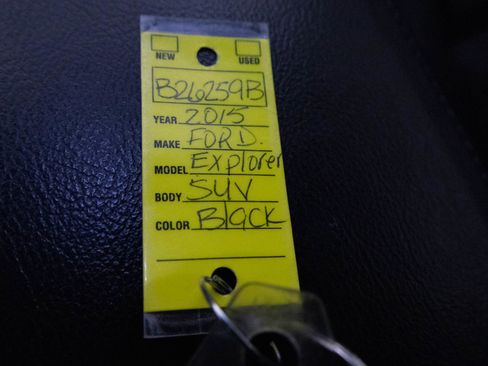 NEW USED
B26259B
YEAR 2015
MAKE FORD.
MODEL Explorer
BODY SUV
COLOR Black